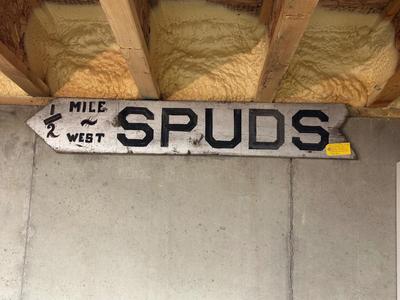 1/2
MILE
~
WEST
SPUDS